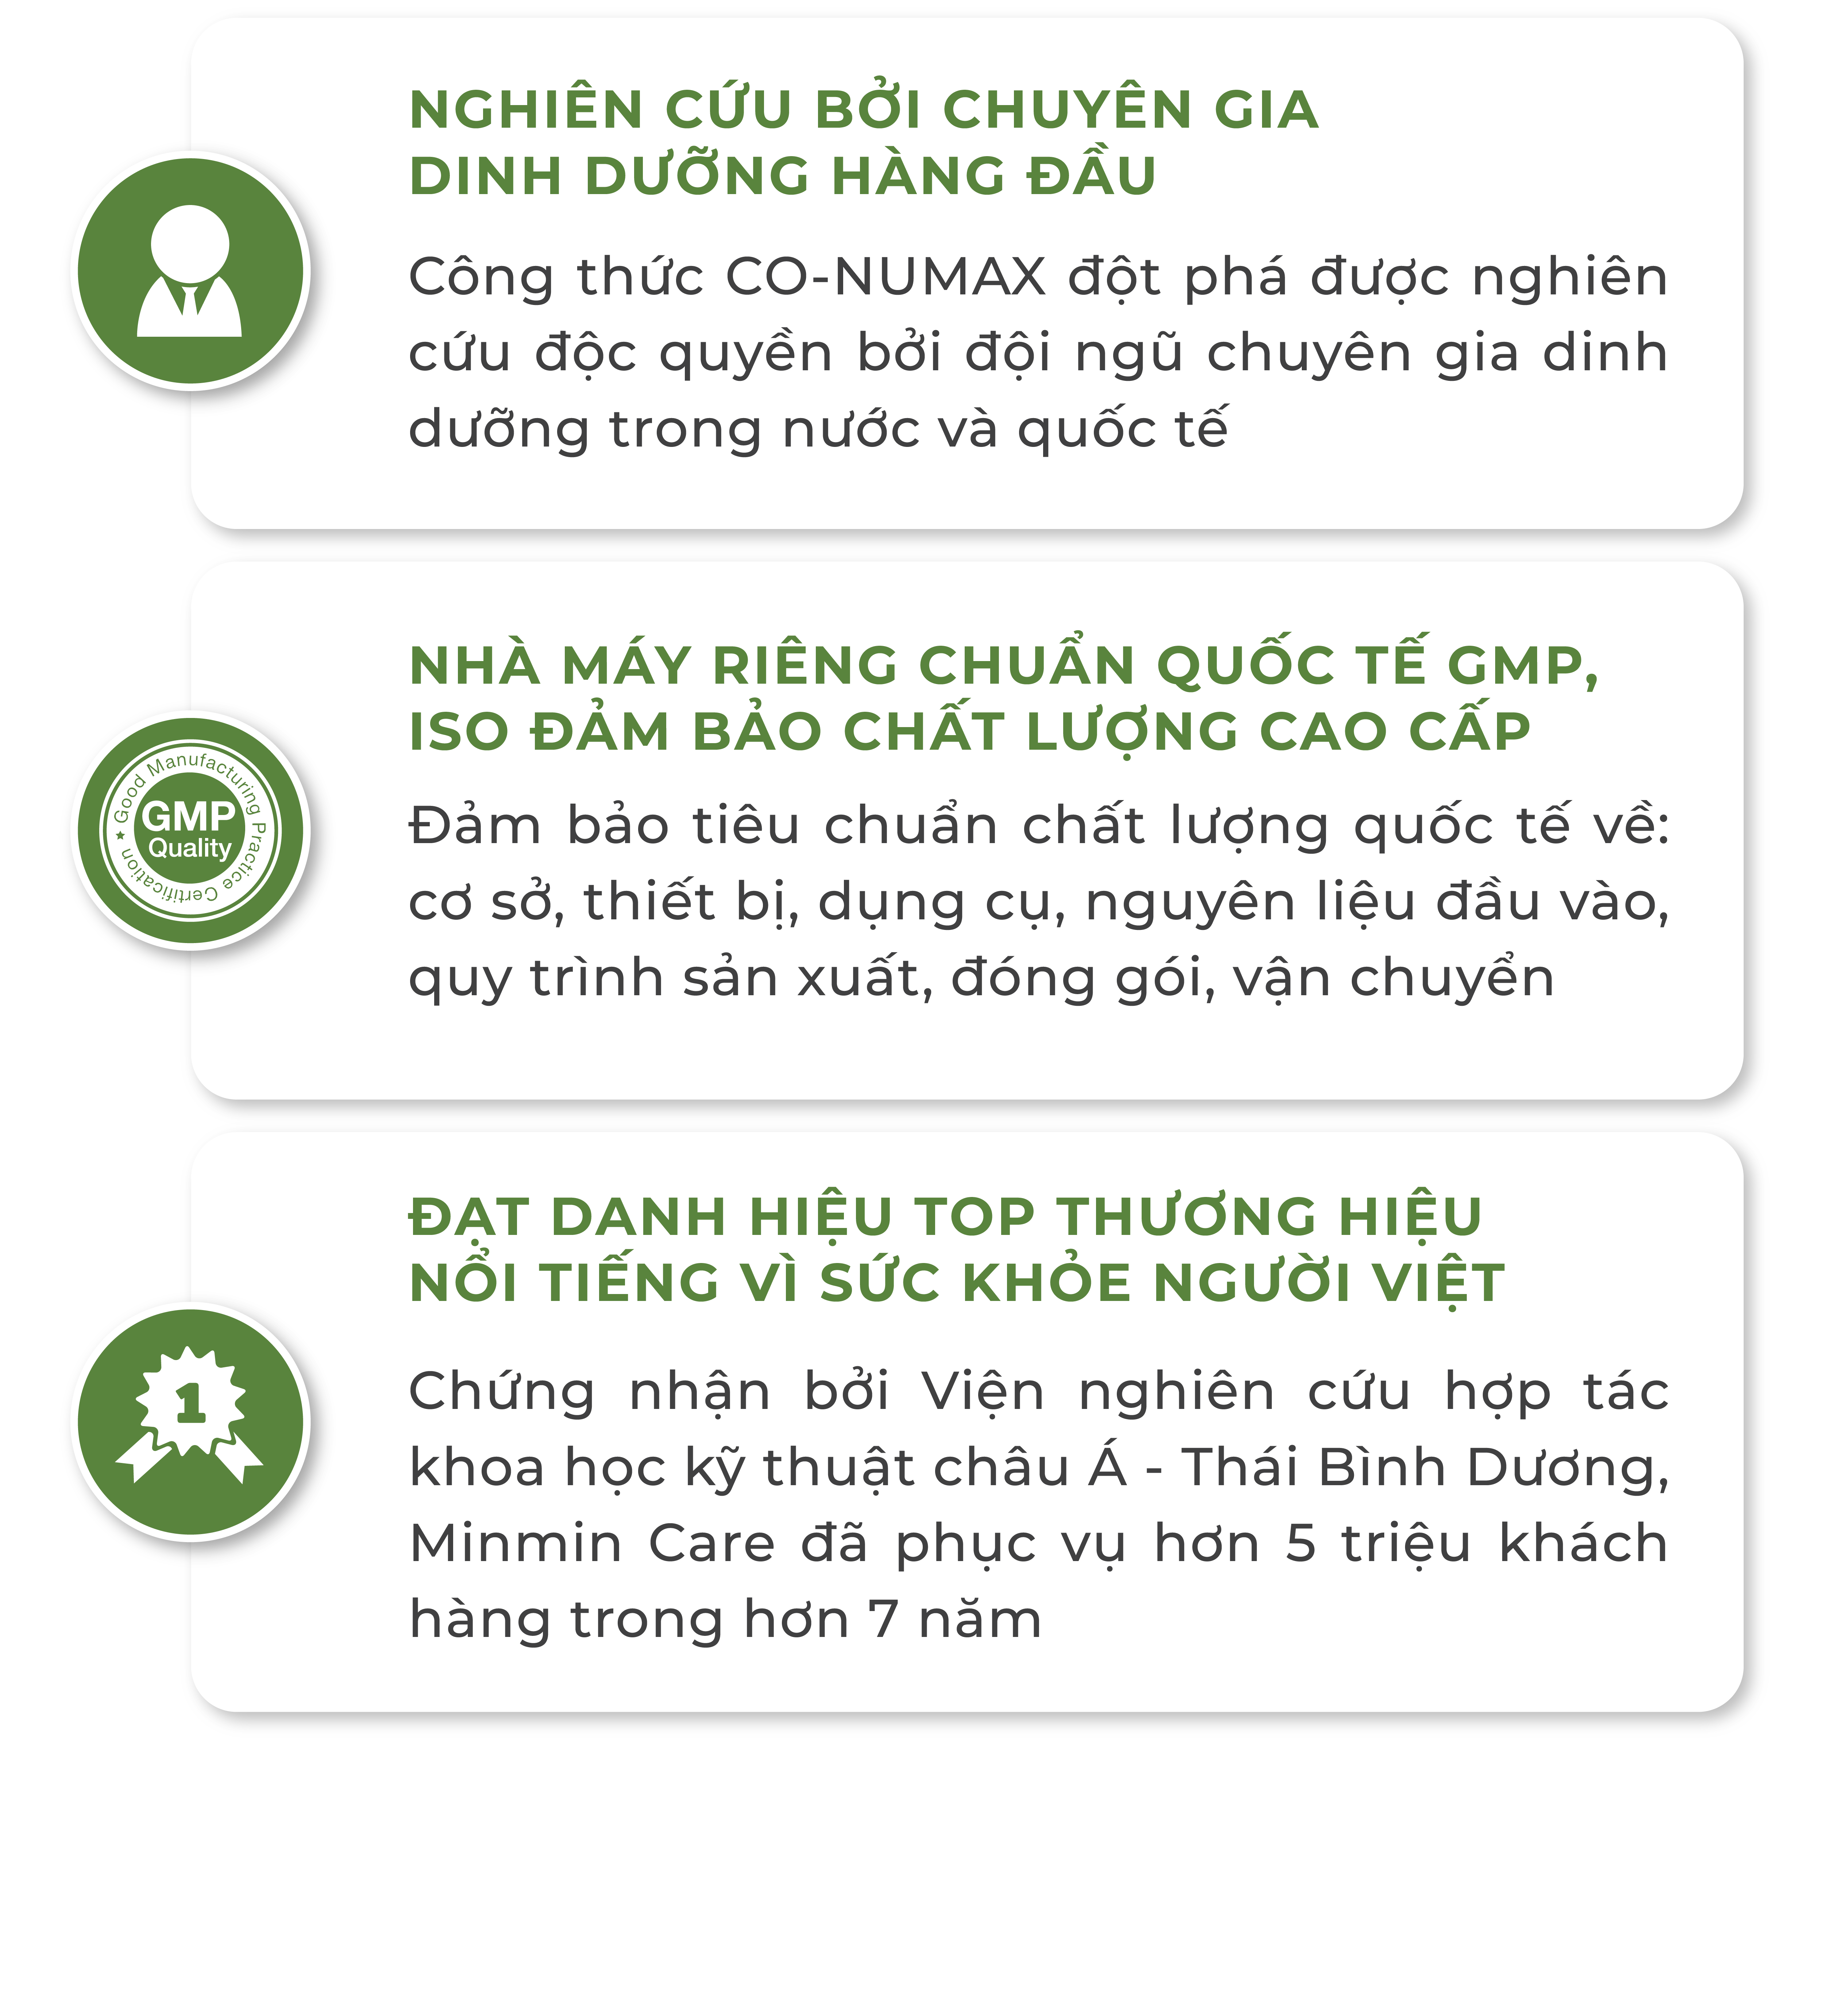 NGHIÊN CỨU BỞI CHUYÊN GIA
DINH DƯỠNG HÀNG ĐẦU
Công thức CO-NUMAX đột phá được nghiên
cứu độc quyền bởi đội ngũ chuyên gia dinh
dưỡng trong nước và quốc tế
NHÀ MÁY RIÊNG CHUẨN QUỐC TẾ GMP,
ISO ĐẢM BẢO CHẤT LƯỢNG CAO CẤP
Good Manufacturing Practice Certification
GMP
Quality
Đảm bảo tiêu chuẩn chất lượng quốc tế về:
cơ sở, thiết bị, dụng cụ, nguyên liệu đầu vào,
quy trình sản xuất, đóng gói, vận chuyển
ĐẠT DANH HIỆU TOP THƯƠNG HIỆU
NỔI TIẾNG VÌ SỨC KHỎE NGƯỜI VIỆT
1
Chứng nhận bởi Viện nghiên cứu hợp tác
khoa học kỹ thuật châu Á - Thái Bình Dương,
Minmin Care đã phục vụ hơn 5 triệu khách
hàng trong hơn 7 năm